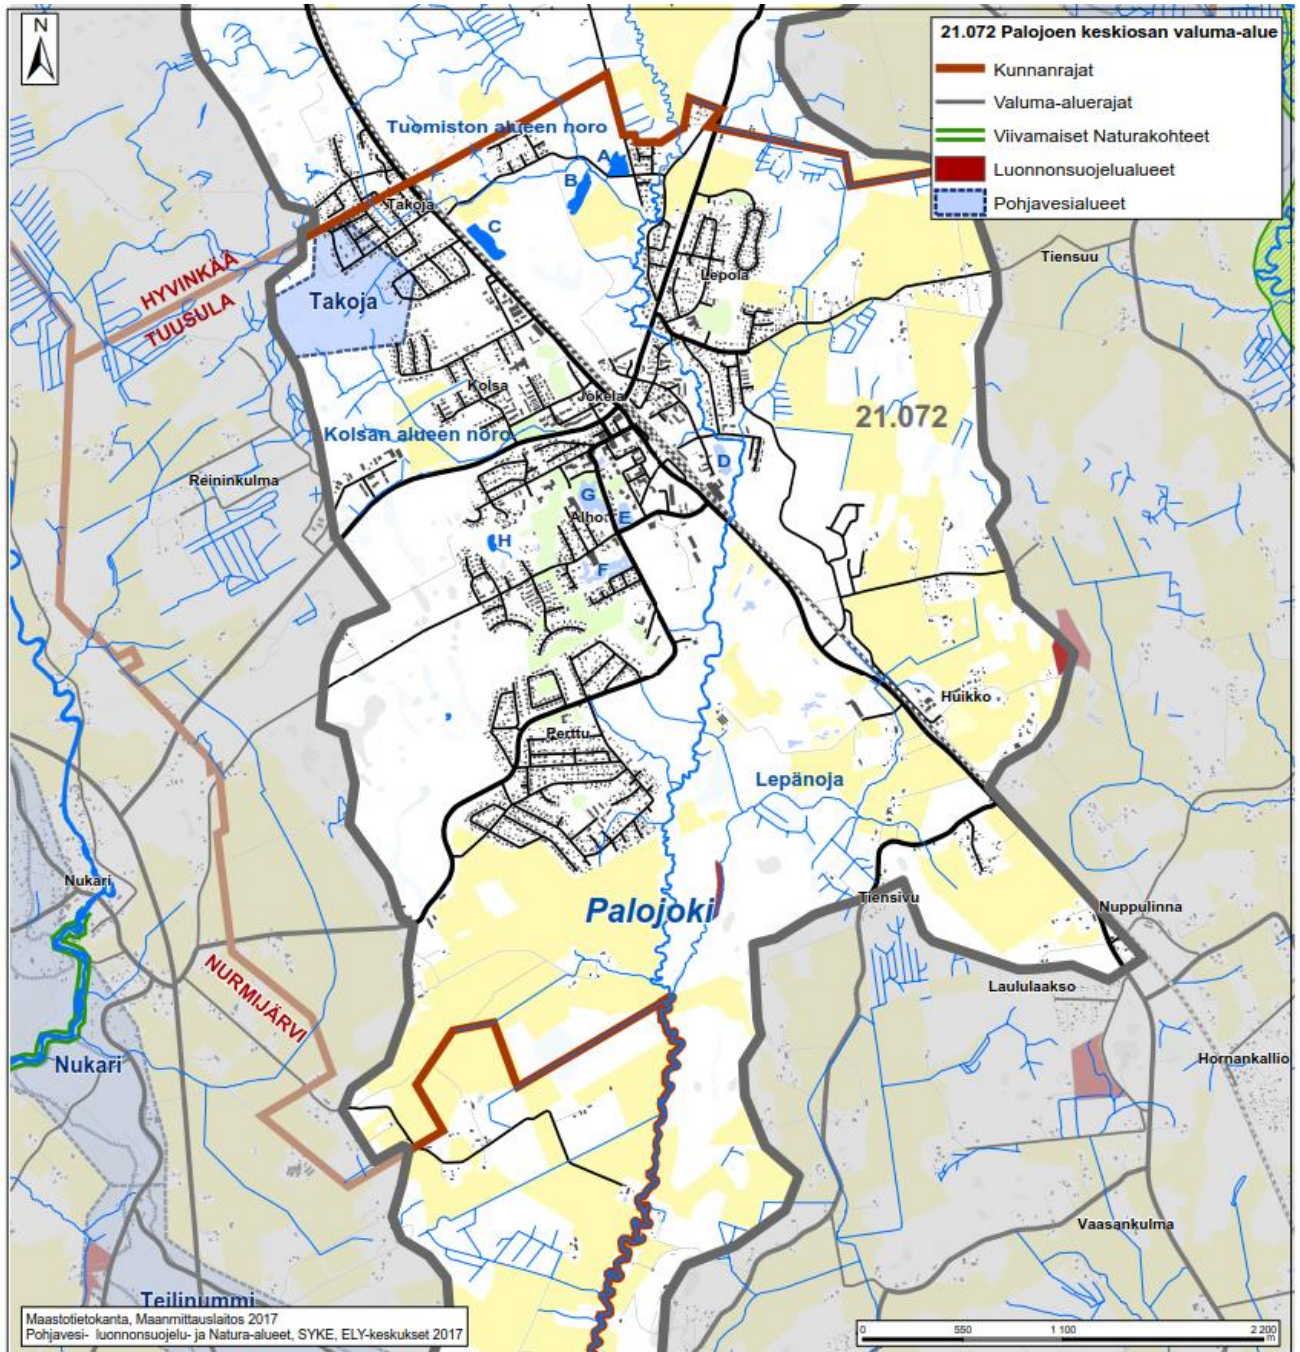 N
21.072 Palojoen keskiosan valuma-alue
Kunnanrajat
Valuma-aluerajat
Viivamaiset Naturakohteet
Luonnonsuojelualueet
Pohjavesialueet
Tuomiston alueen noro
A
B
Takoja
C
Tiensuu
HYVINKÄÄ
Lepola
Takoja
TUUSULA
Kolsa
Jokela
21.072
Kolsan alueen noro
D
Reininkulma
G
Alho
E
H
F
Huikko
Perttu
Lepänoja
Nukari
Tiensivu
Palojoki
Nuppulinna
NURMIJÄRVI
Laululaakso
Nukari
Hornankallio
Vaasankulma
Teilinummi
Maastotietokanta, Maanmittauslaitos 2017
Pohjavesi- luonnonsuojelu- ja Natura-alueet, SYKE, ELY-keskukset 2017
0 550 1 100 2 200
m